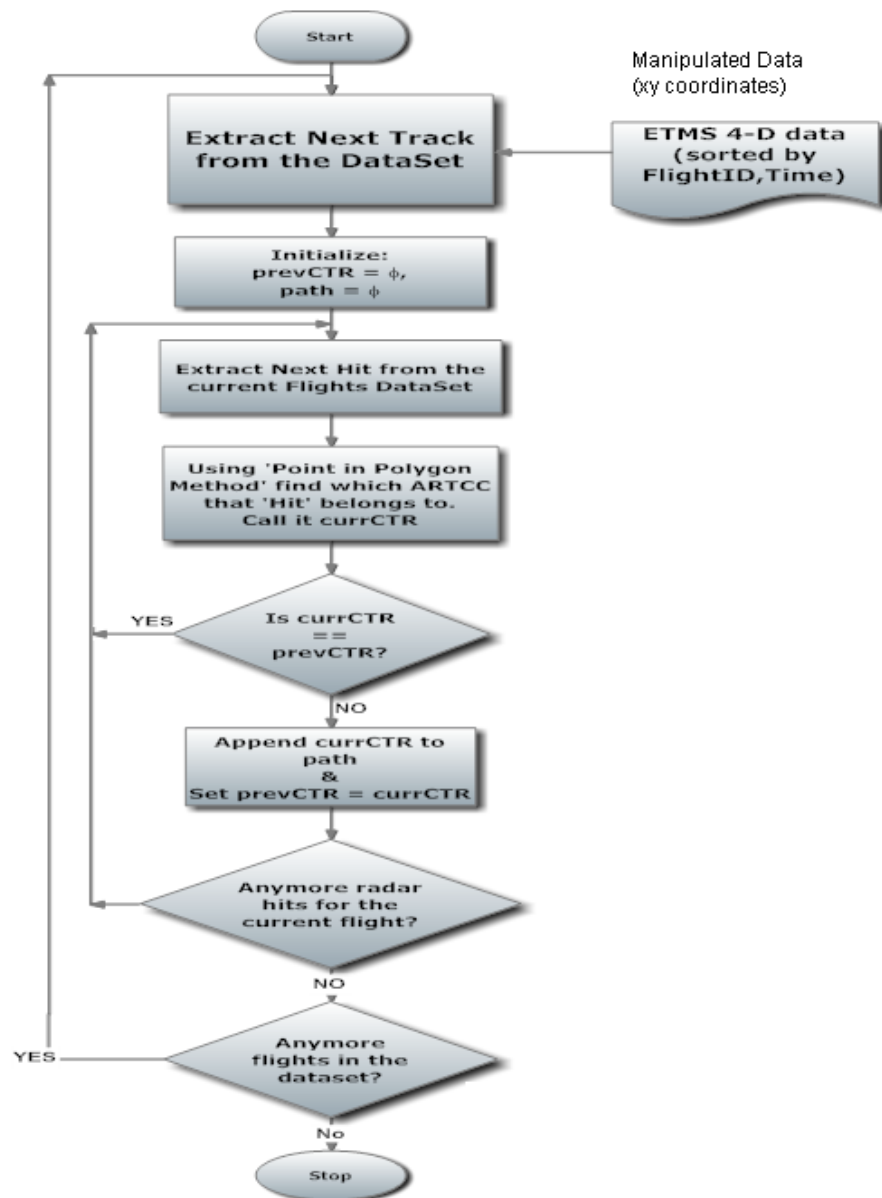 Start
Manipulated Data
(xy coordinates)
Extract Next Track
from the DataSet
ETMS 4-D data
(sorted by
FlightID,Time)
Initialize:
prevCTR = ϕ,
path = ϕ
Extract Next Hit from the
current Flights DataSet
Using 'Point in Polygon
Method' find which ARTCC
that 'Hit' belongs to.
Call it currCTR
YES
Is currCTR
==
prevCTR?
NO
Append currCTR to
path
&
Set prevCTR = currCTR
Anymore radar
hits for the
current flight?
NO
YES
Anymore
flights in the
dataset?
No
Stop